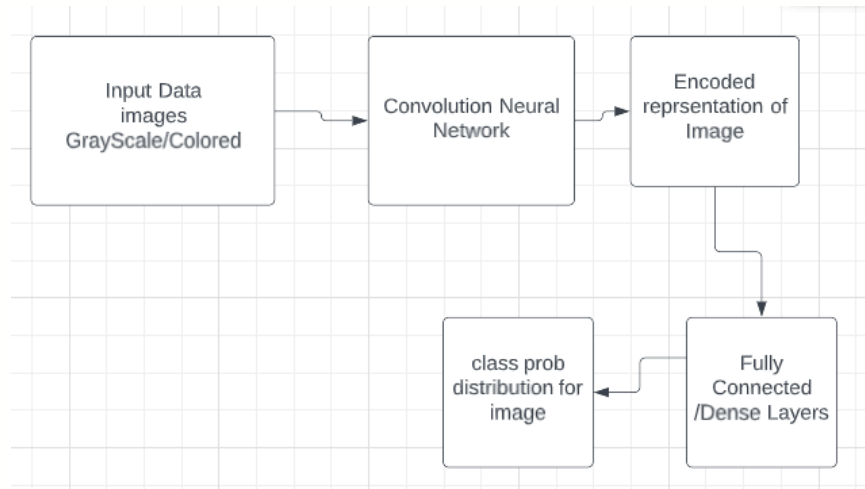 Input Data
images
GrayScale/Colored
Convolution Neural
Network
Encoded
reprsentation of
Image
class prob
distribution for
image
Fully
Connected
/Dense Layers